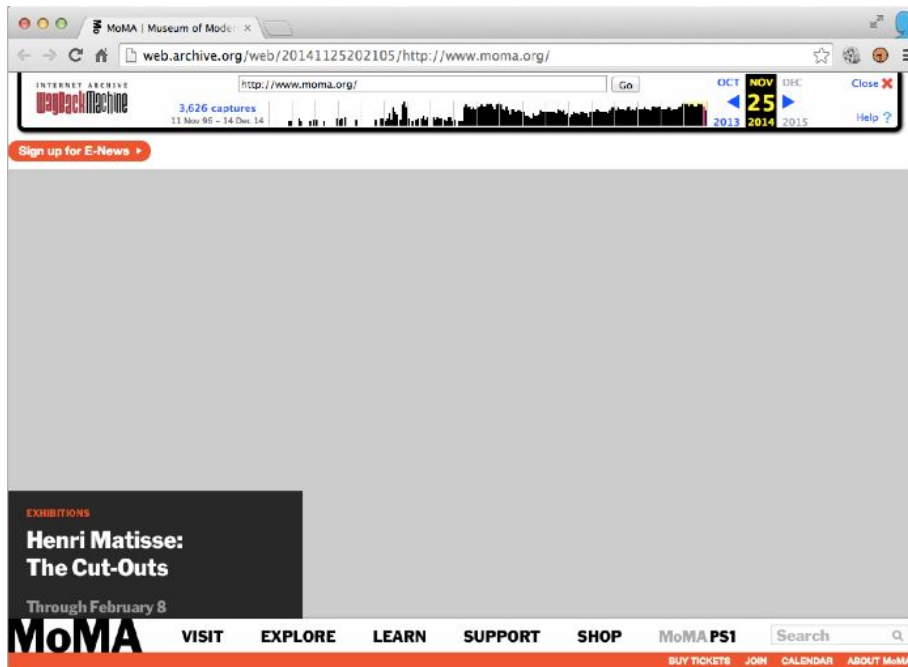 MoMA | Museum of Moder
web.archive.org/web/20141125202105/http://www.moma.org/
INTERNET ARCHIVE
WayBackMachine
http://www.moma.org/
Go
3,626 captures
11 Nov 96 – 14 Dec 14
OCT NOV DEC
25
2013 2014 2015
Close
Help ?
Sign up for E-News
EXHIBITIONS
Henri Matisse:
The Cut-Outs
Through February 8
MoMA VISIT EXPLORE LEARN SUPPORT SHOP MoMAPS1 Search
BUY TICKETS JOIN CALENDAR ABOUT MoMA